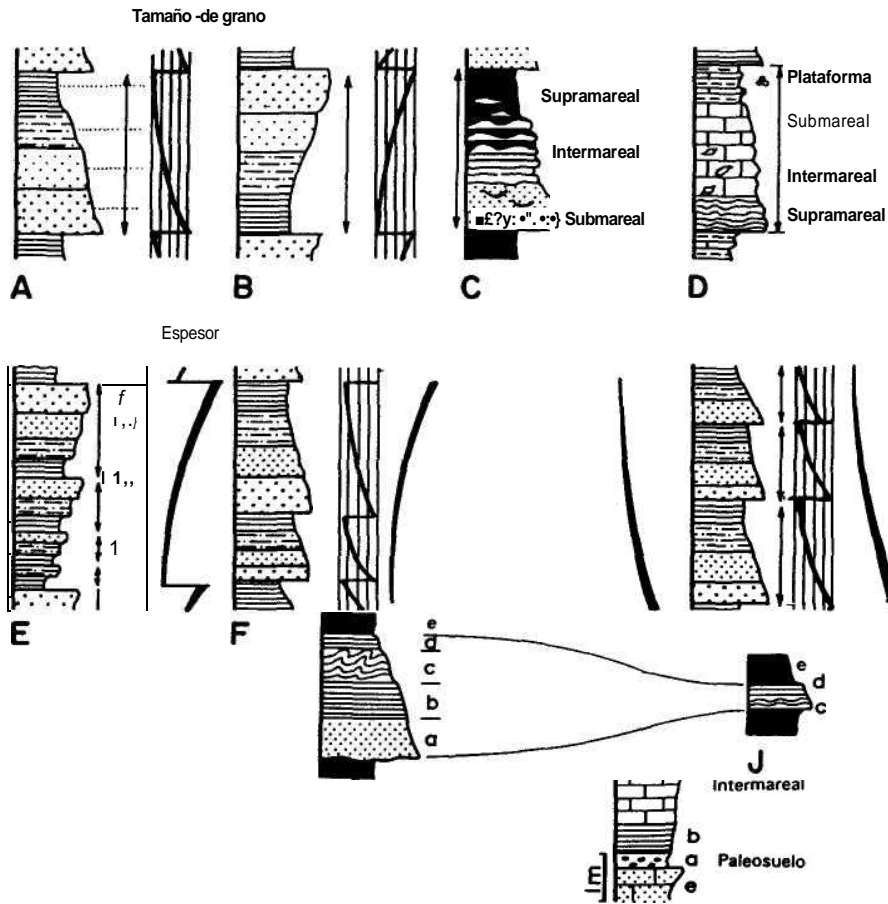 Tamaño -de grano
Supramareal
Intermareal
Submareal
Plataforma
Submareal
Intermareal
Supramareal
A
B
C
D
Espesor
f
E
F
e
d
c
b
a
e
d
c
J
Intermareal
b
a
Paleosuelo
e
m